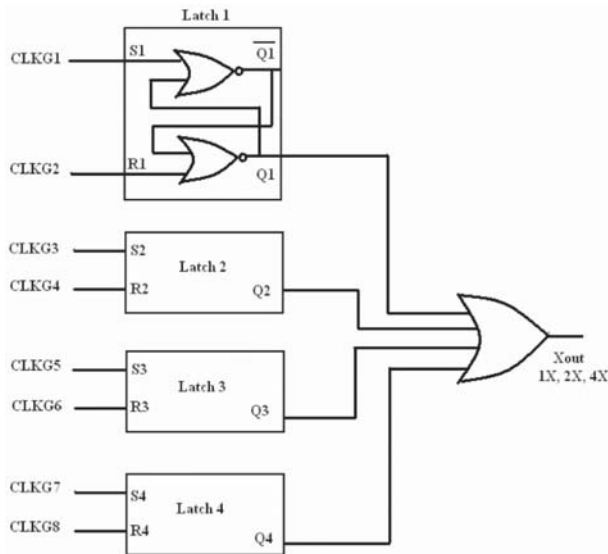 Latch 1
CLKG1
S1
Q1
CLKG2
R1
Q1
CLKG3
S2
Latch 2
CLKG4
R2
Q2
CLKG5
S3
Latch 3
CLKG6
R3
Q3
Xout
1X, 2X, 4X
CLKG7
S4
Latch 4
CLKG8
R4
Q4